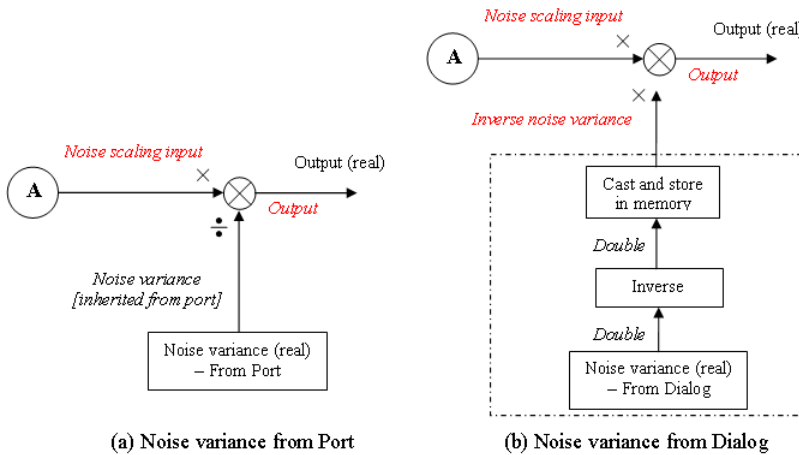 Noise scaling input
×
A
Output (real)
Output
÷
Noise variance
[inherited from port]
Noise variance (real)
– From Port
(a) Noise variance from Port
Noise scaling input
×
A
Output (real)
Output
×
Inverse noise variance
Cast and store
in memory
Double
Inverse
Double
Noise variance (real)
– From Dialog
(b) Noise variance from Dialog